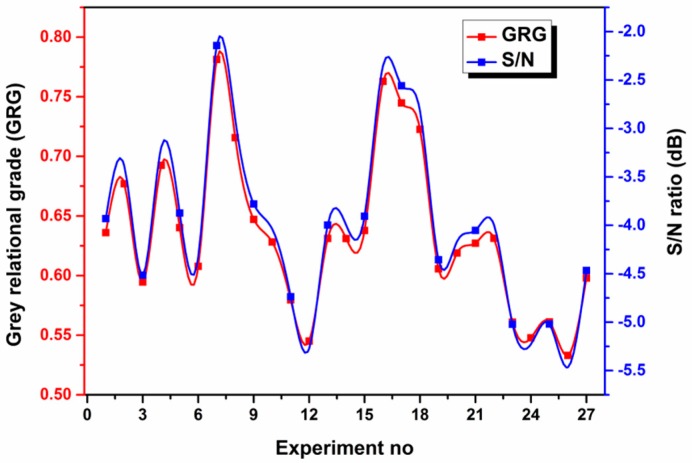 GRG
S/N
Grey relational grade (GRG)
0.80
0.75
0.70
0.65
0.60
0.55
0.50
-2.0
-2.5
-3.0
-3.5
-4.0
-4.5
-5.0
-5.5
S/N ratio (dB)
0 3 6 9 12 15 18 21 24 27
Experiment no